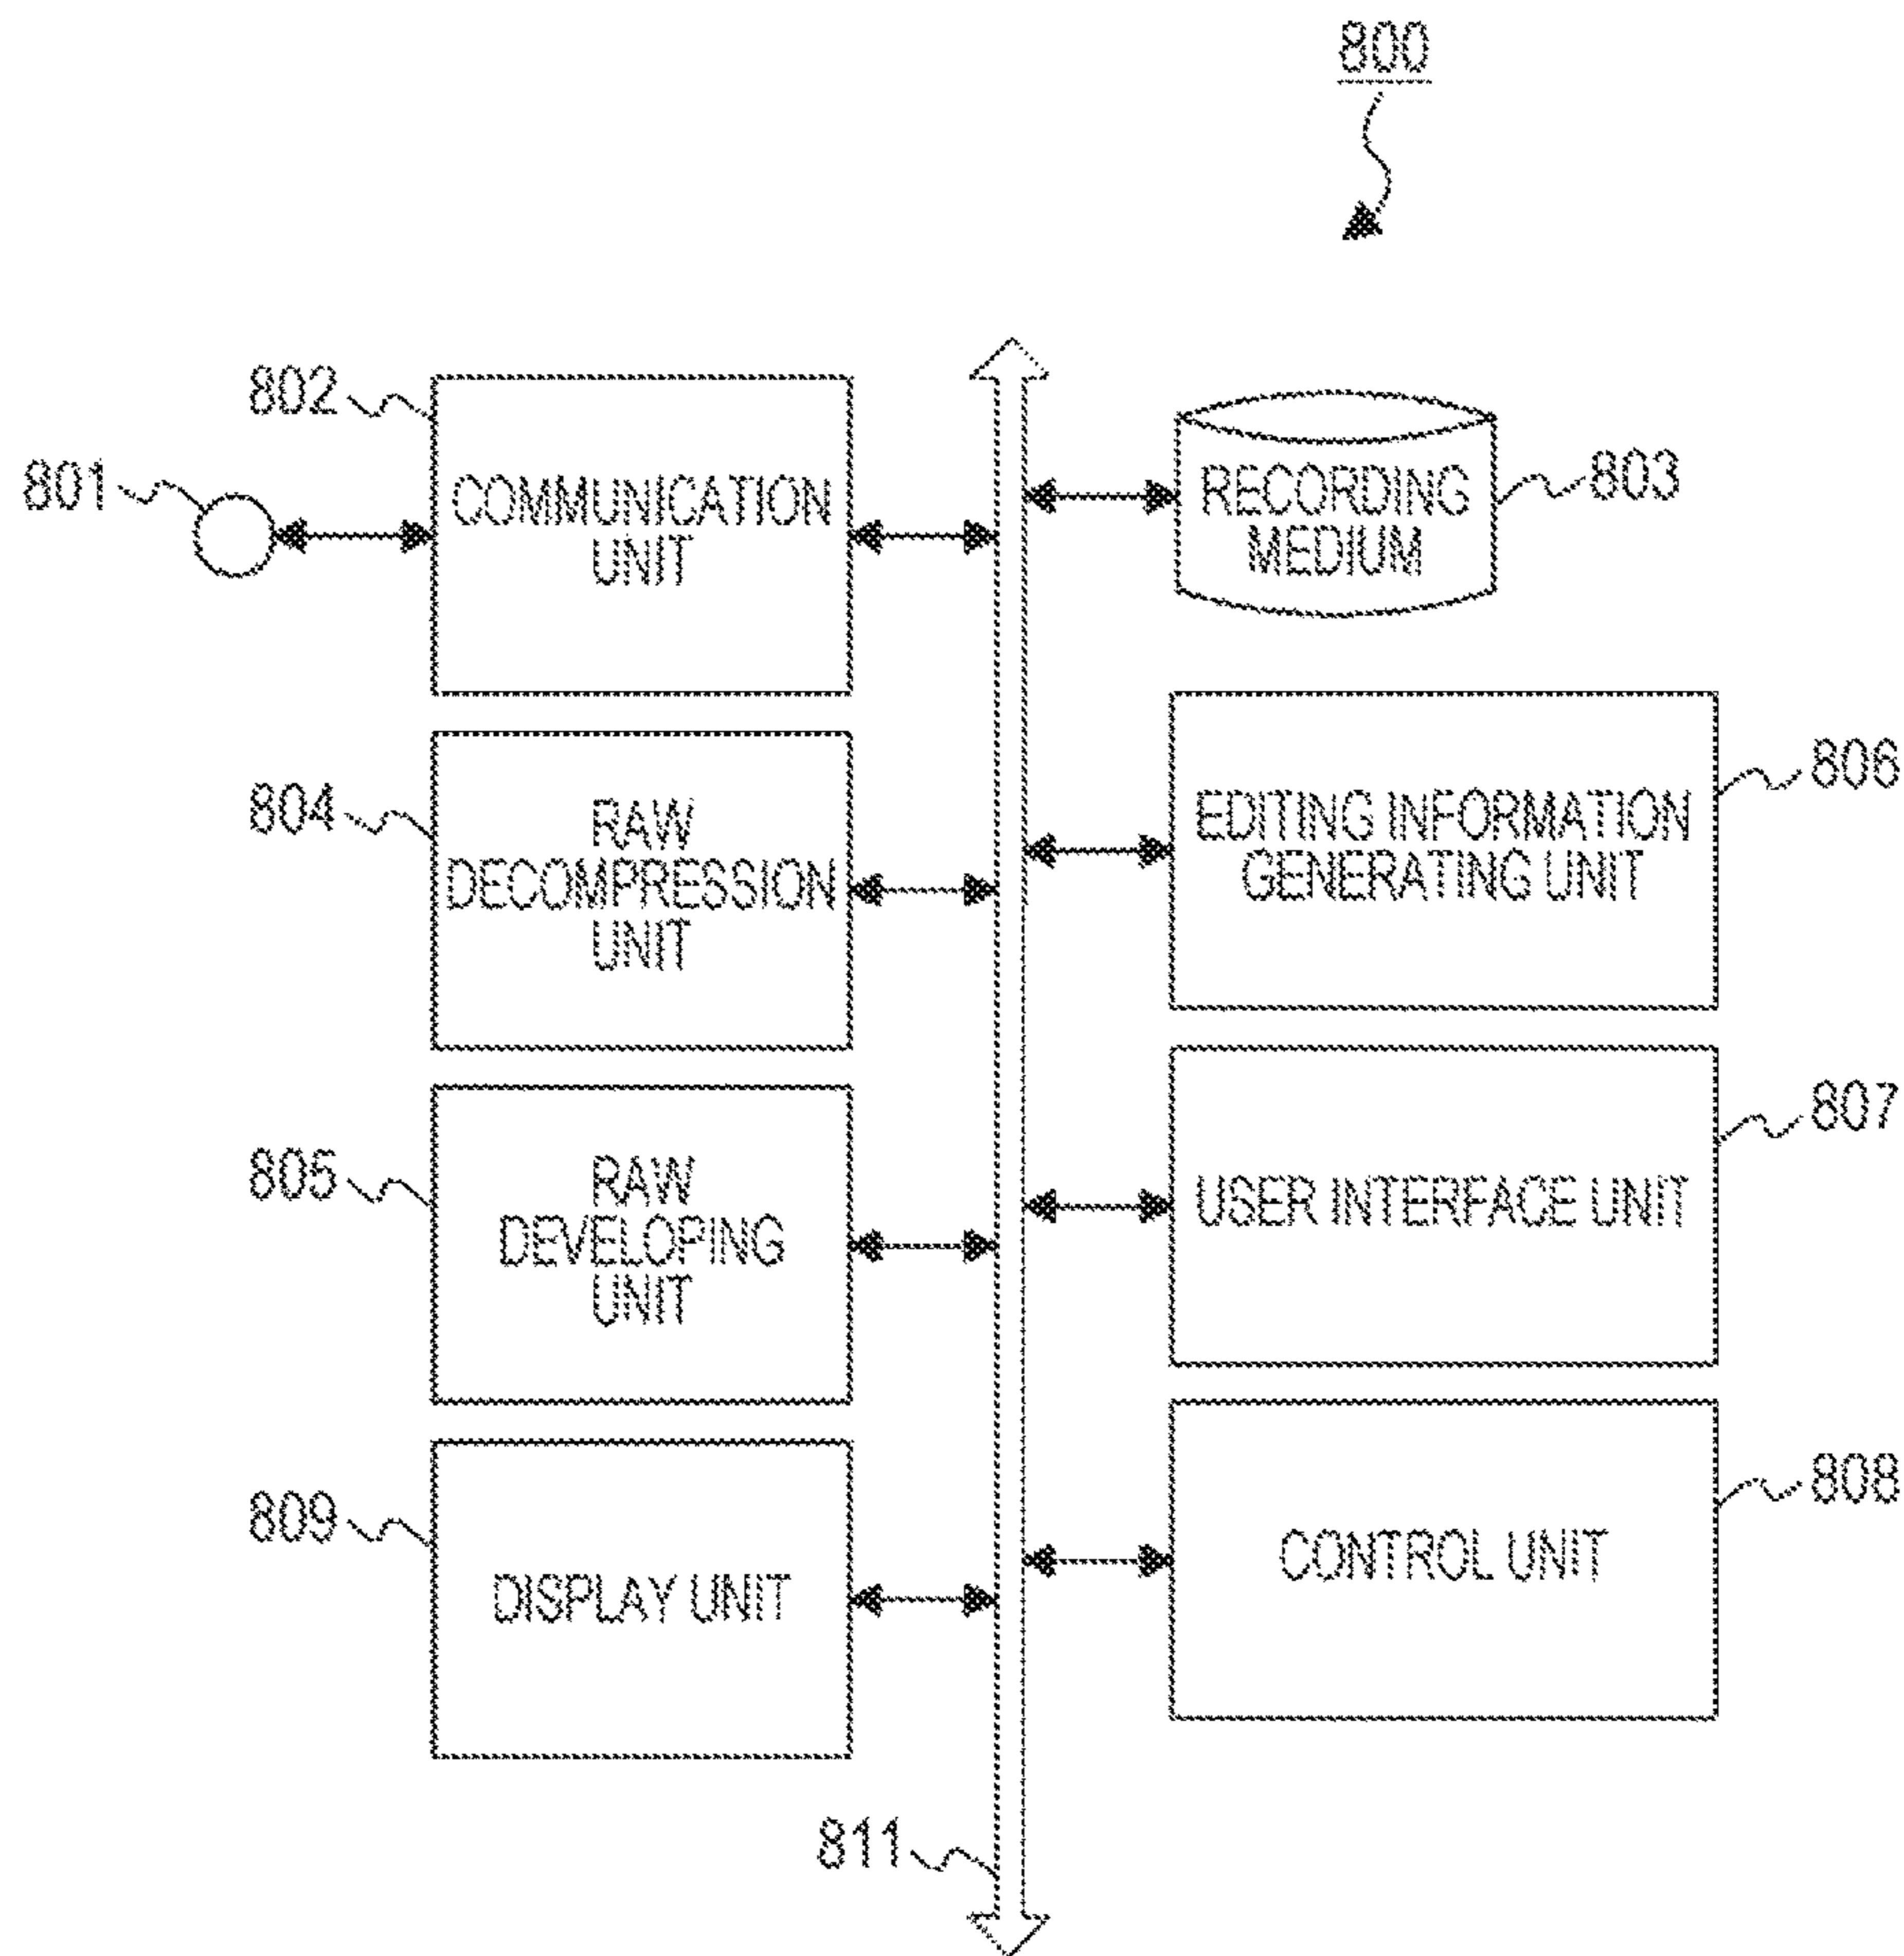 800
802
801
COMMUNICATION
UNIT
RECORDING
MEDIUM
803
804
RAW
DECOMPRESSION
UNIT
806
EDITING INFORMATION
GENERATING UNIT
805
RAW
DEVELOPING
UNIT
807
USER INTERFACE UNIT
809
DISPLAY UNIT
808
CONTROL UNIT
811